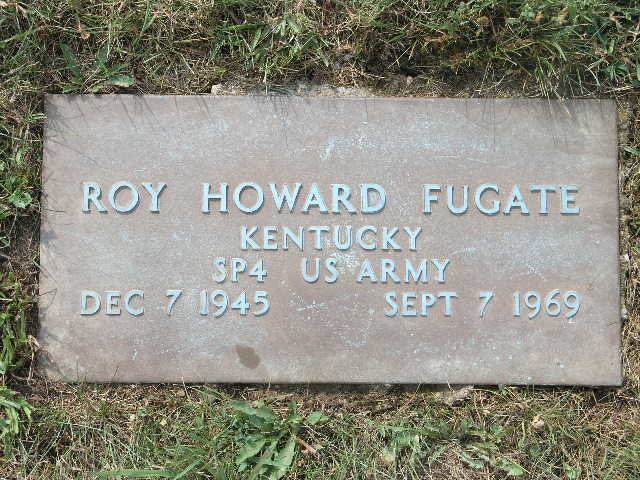 ROY HOWARD FUGATE
KENTUCKY
SP4 US ARMY
DEC 7 1945 SEPT 7 1969